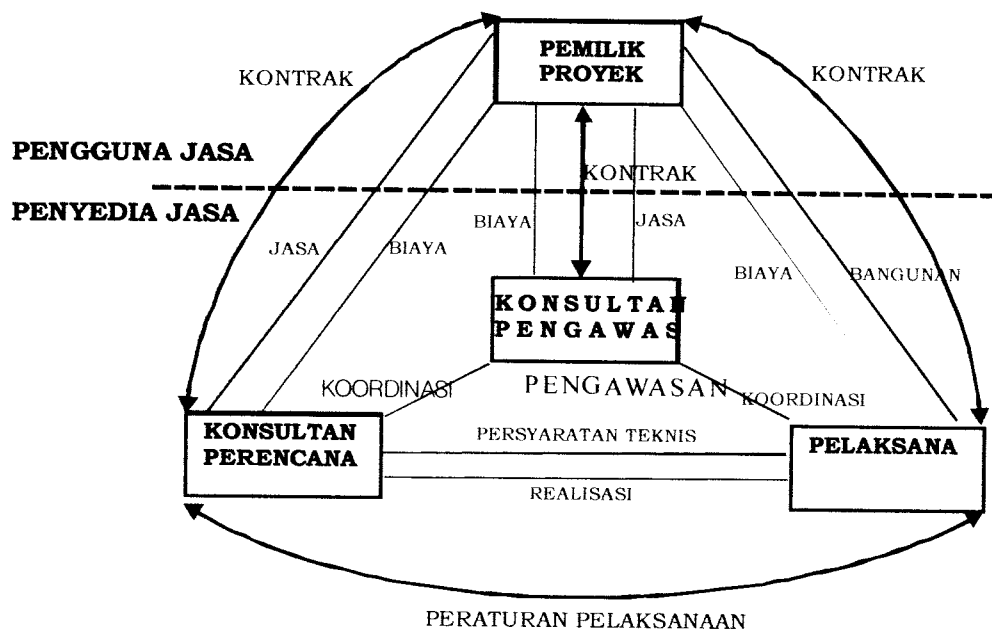 PEMILIK
PROYEK
KONTRAK
KONTRAK
PENGGUNA JASA
KONTRAK
PENYEDIA JASA
JASA
BIAYA
BIAYA
JASA
BIAYA
BANGUNAN
KONSULTAN
PENGAWAS
KOORDINASI
PENGAWASAN
KOORDINASI
KONSULTAN
PERENCANA
PERSYARATAN TEKNIS
PELAKSANA
REALISASI
PERATURAN PELAKSANAAN